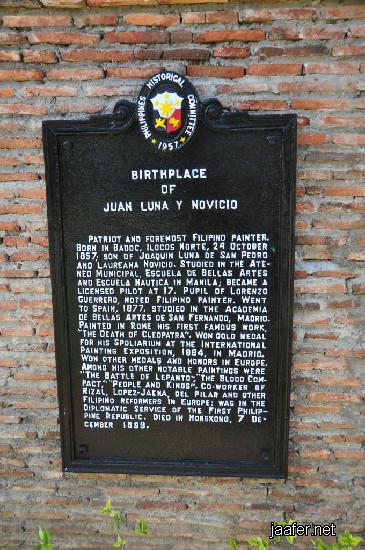 PHILIPPINES HISTORICAL COMMITTEE
1957
BIRTHPLACE
OF
JUAN LUNA Y NOVICIO
PATRIOT AND FOREMOST FILIPINO PAINTER.
BORN IN BADOC, ILOCOS NORTE, 24 OCTOBER
1857; SON OF JOAQUIN LUNA DE SAN PEDRO
AND LAUREANA NOVICIO. STUDIED IN THE ATE-
NEO MUNICIPAL, ESCUELA DE BELLAS ARTES
AND ESCUELA NAUTICA IN MANILA; BECAME A
LICENSED PILOT AT 17. PUPIL OF LORENZO
GUERRERO, NOTED FILIPINO PAINTER. WENT
TO SPAIN, 1877, STUDIED IN THE ACADEMIA
DE BELLAS ARTES DE SAN FERNANDO, MADRID.
PAINTED IN ROME HIS FIRST FAMOUS WORK,
"THE DEATH OF CLEOPATRA". WON GOLD MEDAL
FOR HIS SPOLIARIUM AT THE INTERNATIONAL
PAINTING EXPOSITION, 1884, IN MADRID.
WON OTHER MEDALS AND HONORS IN EUROPE.
AMONG HIS OTHER NOTABLE PAINTINGS WERE
"THE BATTLE OF LEPANTO"; "THE BLOOD COM-
PACT," "PEOPLE AND KINGS". CO-WORKER OF
RIZAL, LOPEZ-JAENA, DEL PILAR AND OTHER
FILIPINO REFORMERS IN EUROPE; WAS IN THE
DIPLOMATIC SERVICE OF THE FIRST PHILIP-
PINE REPUBLIC. DIED IN HONGKONG, 7 DE-
CEMBER 1899.
jaafer.net